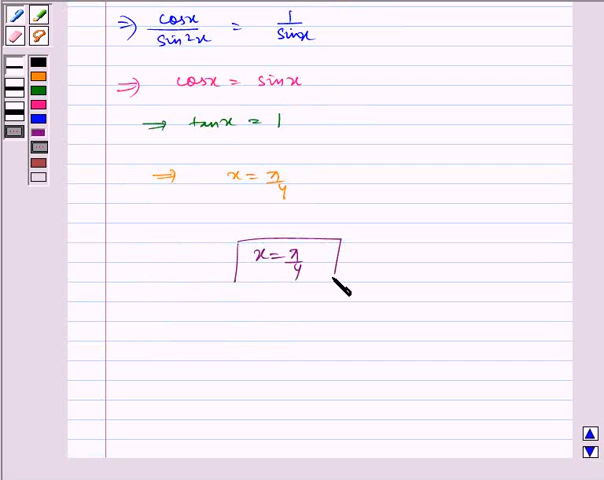 ⇒ cosx/sin²x = 1/sinx
⇒ cosx = sinx
⇒ tanx = 1
⇒ x = π/4
x = π/4